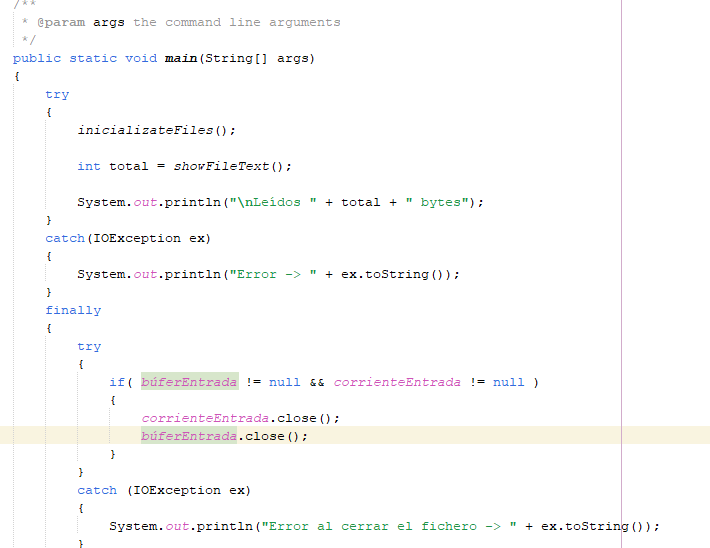 /**
* @param args the command line arguments
*/
public static void main(String[] args)
{
try
{
inicializateFiles();
int total = showFileText();
System.out.println("\nLeídos " + total + " bytes");
}
catch(IOException ex)
{
System.out.println("Error -> " + ex.toString());
}
finally
{
try
{
if( búferEntrada != null && corrienteEntrada != null )
{
corrienteEntrada.close();
búferEntrada.close();
}
}
catch (IOException ex)
{
System.out.println("Error al cerrar el fichero -> " + ex.toString());
}